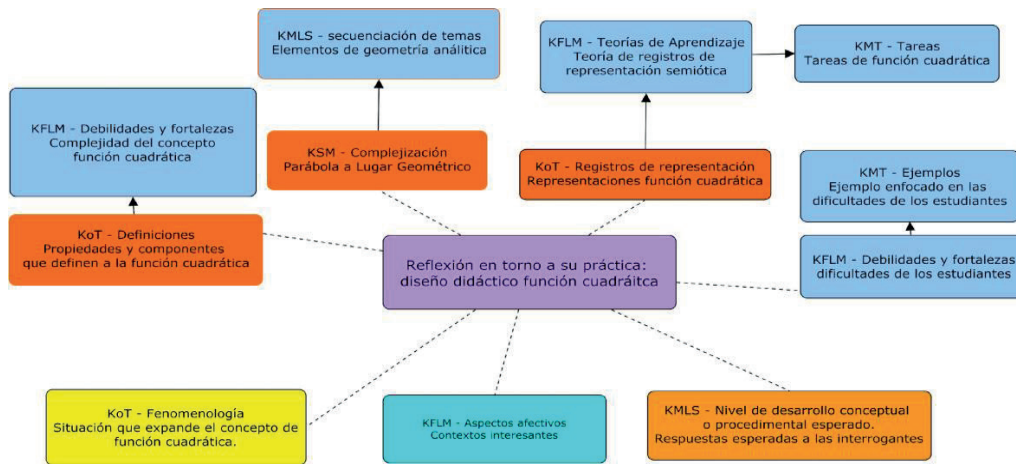 KMLS - secuenciación de temas
Elementos de geometría análitica
KFLM - Teorías de Aprendizaje
Teoría de registros de
representación semiótica
KMT - Tareas
Tareas de función cuadrática
KFLM - Debilidades y fortalezas
Complejidad del concepto
función cuadrática
KSM - Complejización
Parábola a Lugar Geométrico
KoT - Registros de representación
Representaciones función cuadrática
KMT - Ejemplos
Ejemplo enfocado en las
dificultades de los estudiantes
KoT - Definiciones
Propiedades y componentes
que definen a la función cuadrática
Reflexión en torno a su práctica:
diseño didáctico función cuadráitca
KFLM - Debilidades y fortalezas:
dificultades de los estudiantes
KoT - Fenomenología
Situación que expande el concepto de
función cuadrática.
KFLM - Aspectos afectivos
Contextos interesantes
KMLS - Nivel de desarrollo conceptual
o procedimental esperado.
Respuestas esperadas a las interrogantes